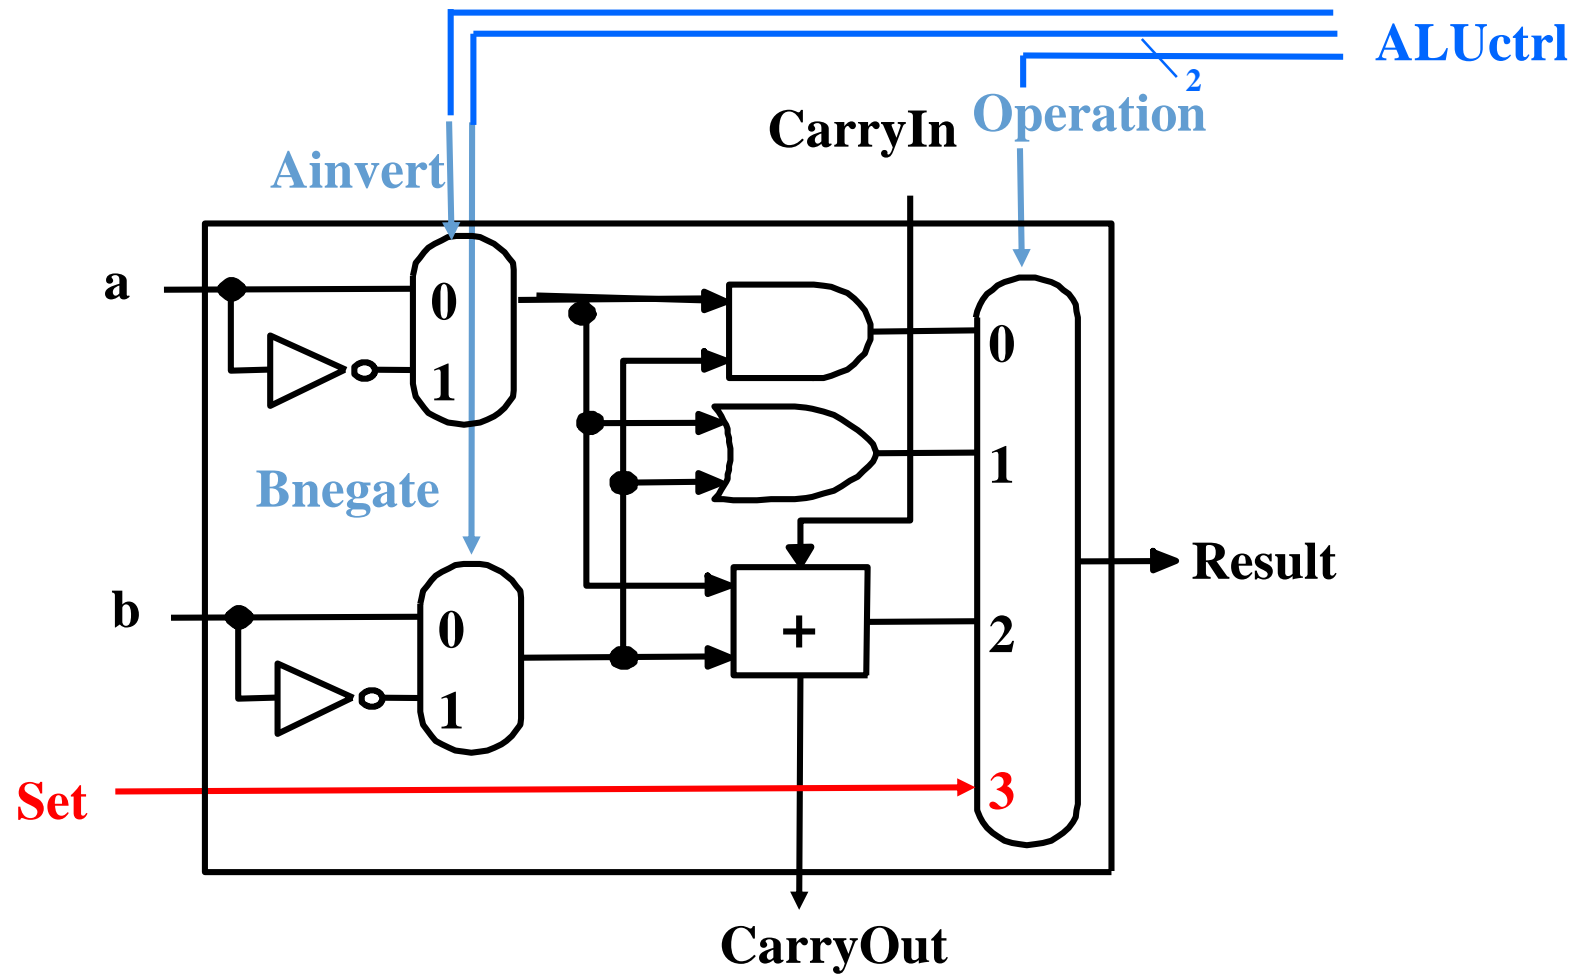 ALUctrl
2
Operation
CarryIn
Ainvert
a
0
1
0
1
Bnegate
Result
b
0
1
+
2
Set
3
CarryOut